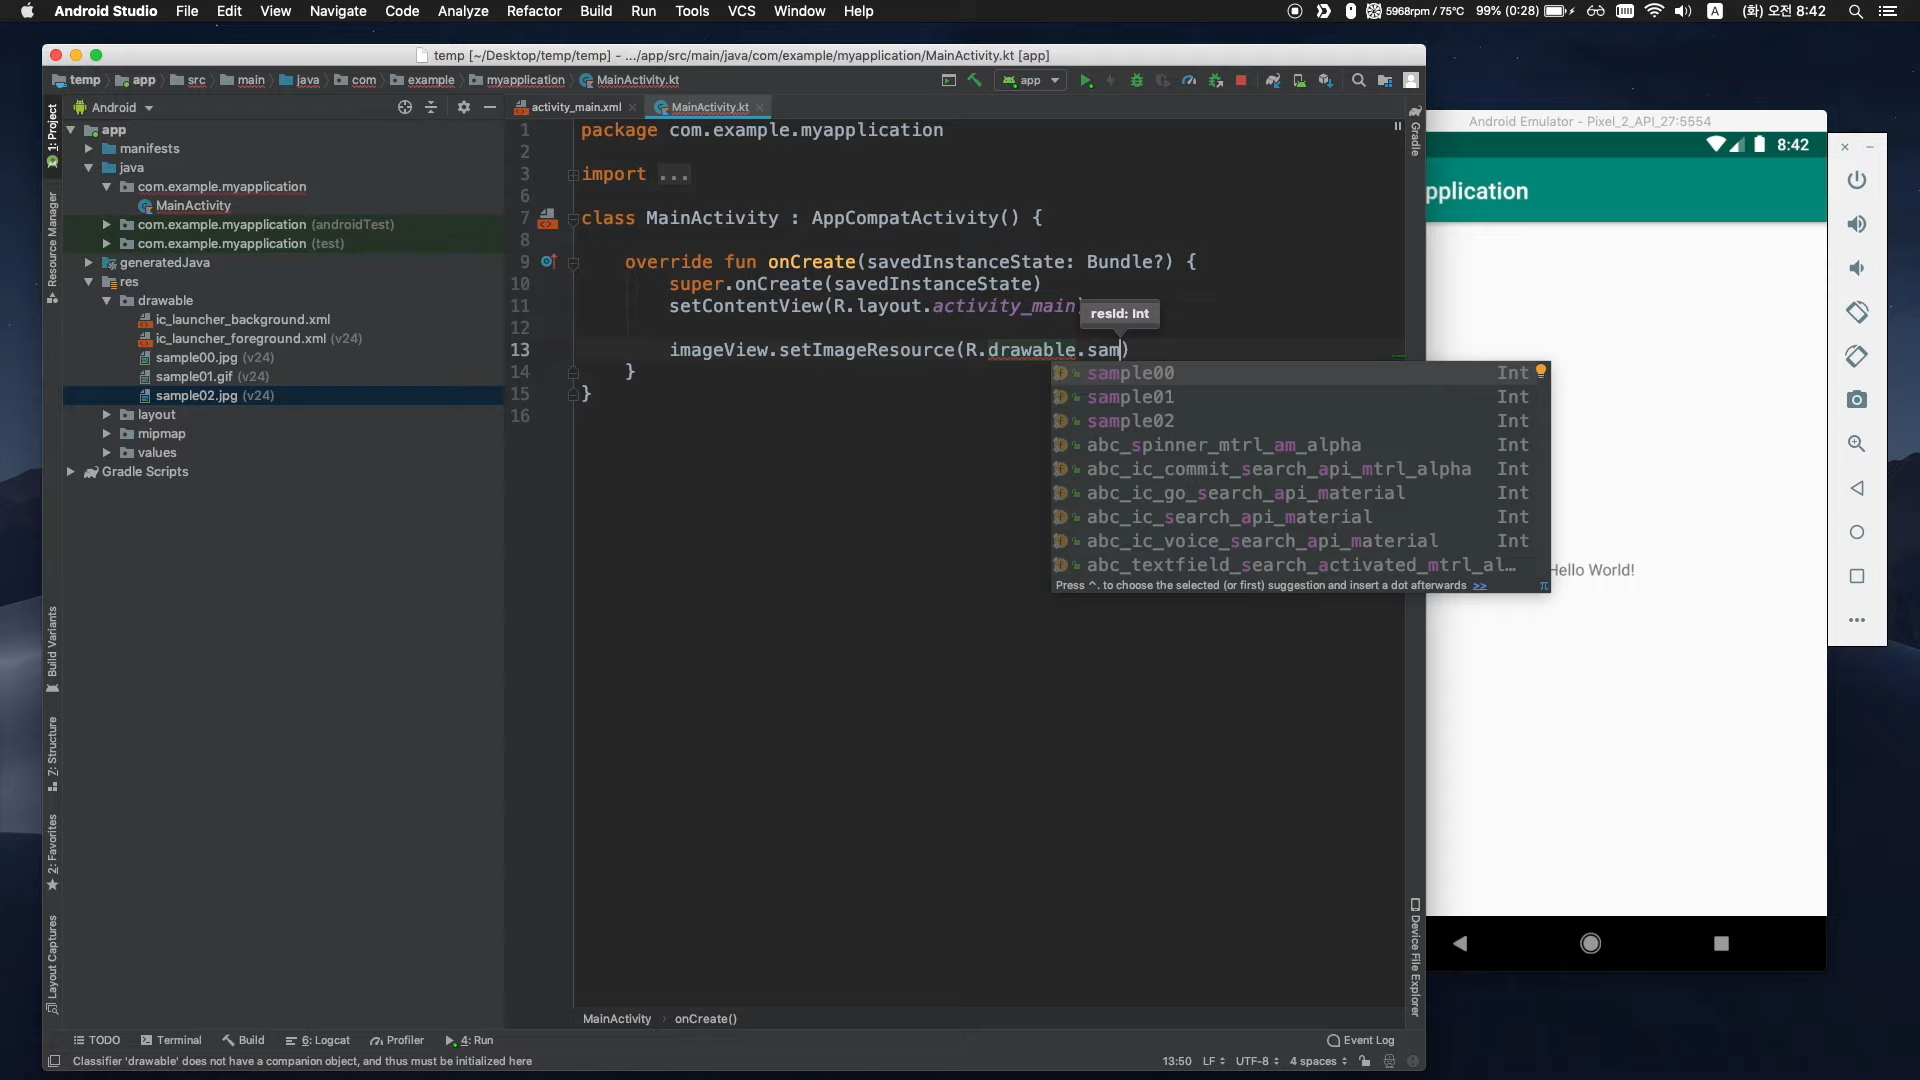 Android Studio File Edit View Navigate Code Analyze Refactor Build Run Tools VCS Window Help 5968rpm / 75°C 99% (0:28) A (화) 오전 8:42
temp [~/Desktop/temp/temp] - .../app/src/main/java/com/example/myapplication/MainActivity.kt [app]
temp app src main java com example myapplication MainActivity.kt app
Android activity_main.xml MainActivity.kt
1: Project
Resource Manager
Build Variants
7: Structure
2: Favorites
Layout Captures
app
manifests
java
com.example.myapplication
MainActivity
com.example.myapplication (androidTest)
com.example.myapplication (test)
generatedJava
res
drawable
ic_launcher_background.xml
ic_launcher_foreground.xml (v24)
sample00.jpg (v24)
sample01.gif (v24)
sample02.jpg (v24)
layout
mipmap
values
Gradle Scripts
1 package com.example.myapplication
2
3 import ...
6
7 class MainActivity : AppCompatActivity() {
8
9 override fun onCreate(savedInstanceState: Bundle?) {
10 super.onCreate(savedInstanceState)
11 setContentView(R.layout.activity_main)
resid: Int
12
13 imageView.setImageResource(R.drawable.sam)
14 }
15 }
16
sample00 Int
sample01 Int
sample02 Int
abc_spinner_mtrl_am_alpha Int
abc_ic_commit_search_api_mtrl_alpha Int
abc_ic_go_search_api_material Int
abc_ic_search_api_material Int
abc_ic_voice_search_api_material Int
abc_textfield_search_activated_mtrl_al…
Press ^. to choose the selected (or first) suggestion and insert a dot afterwards >> π
Gradle
Device File Explorer
Android Emulator - Pixel_2_API_27:5554
8:42
pplication
Hello World!
MainActivity › onCreate()
TODO Terminal Build 6: Logcat Profiler 4: Run Event Log
Classifier 'drawable' does not have a companion object, and thus must be initialized here 13:50 LF UTF-8 4 spaces